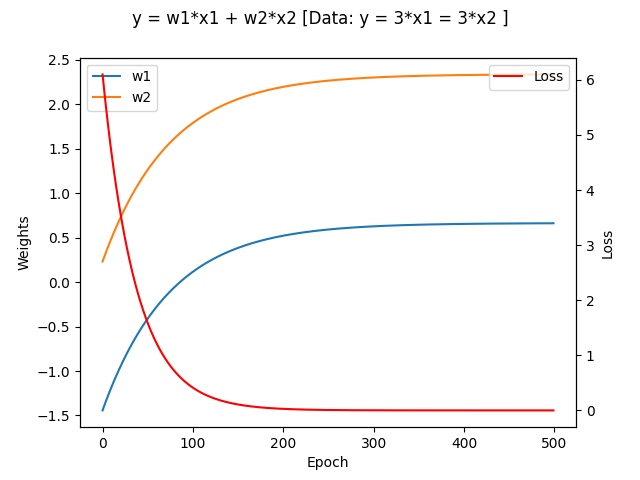 y = w1*x1 + w2*x2 [Data: y = 3*x1 = 3*x2 ]
w1
w2
Loss
2.5
2.0
1.5
1.0
0.5
0.0
−0.5
−1.0
−1.5
Weights
6
5
4
3
2
1
0
Loss
0 100 200 300 400 500
Epoch